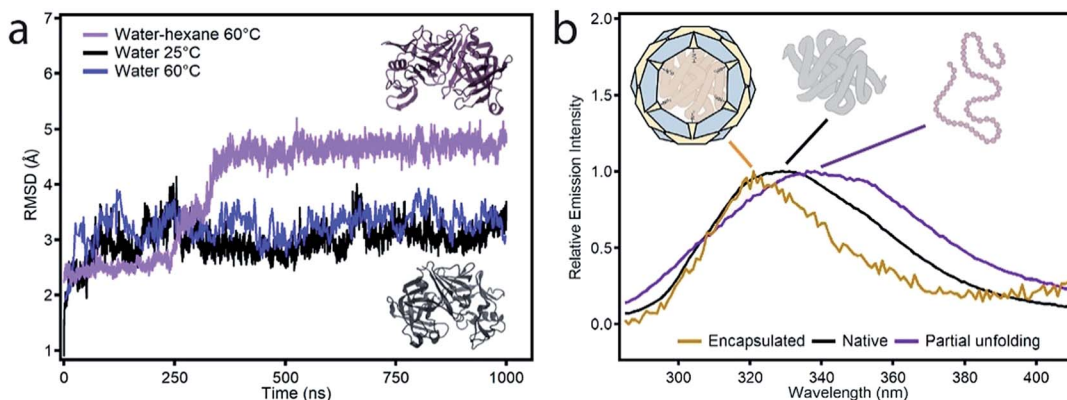 a
7
6
5
4
3
2
1
RMSD (Å)
Water-hexane 60°C
Water 25°C
Water 60°C
0
250
500
750
1000
Time (ns)
b
2.0
1.5
1.0
0.5
0.0
Relative Emission Intensity
Encapsulated
Native
Partial unfolding
300
320
340
360
380
400
Wavelength (nm)